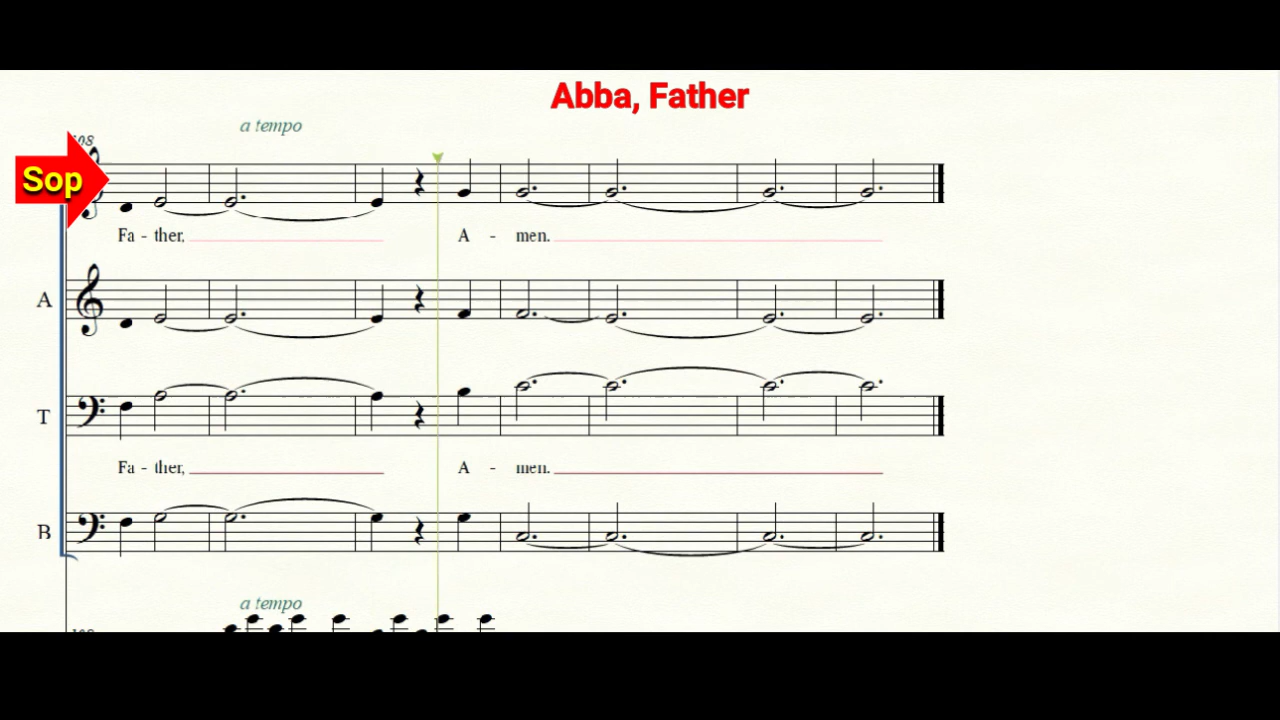 Abba, Father
a tempo
Sop
Fa - ther, A - men.
A
T
Fa - ther, A - men.
B
a tempo